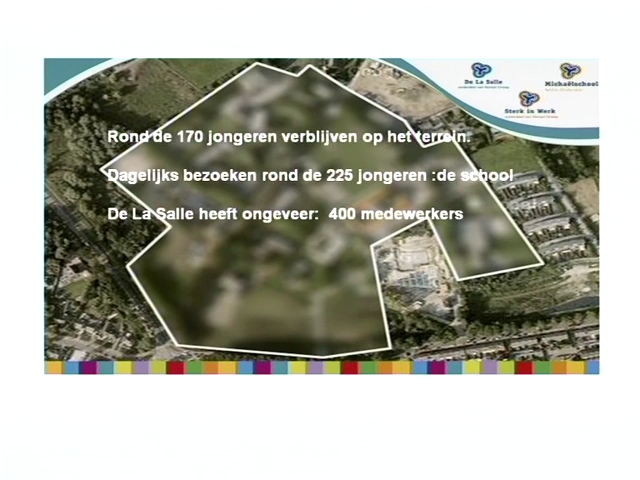 De La Salle
Michaëlschool
Sterk in Werk
Rond de 170 jongeren verblijven op het terrein.
Dagelijks bezoeken rond de 225 jongeren :de school
De La Salle heeft ongeveer: 400 medewerkers